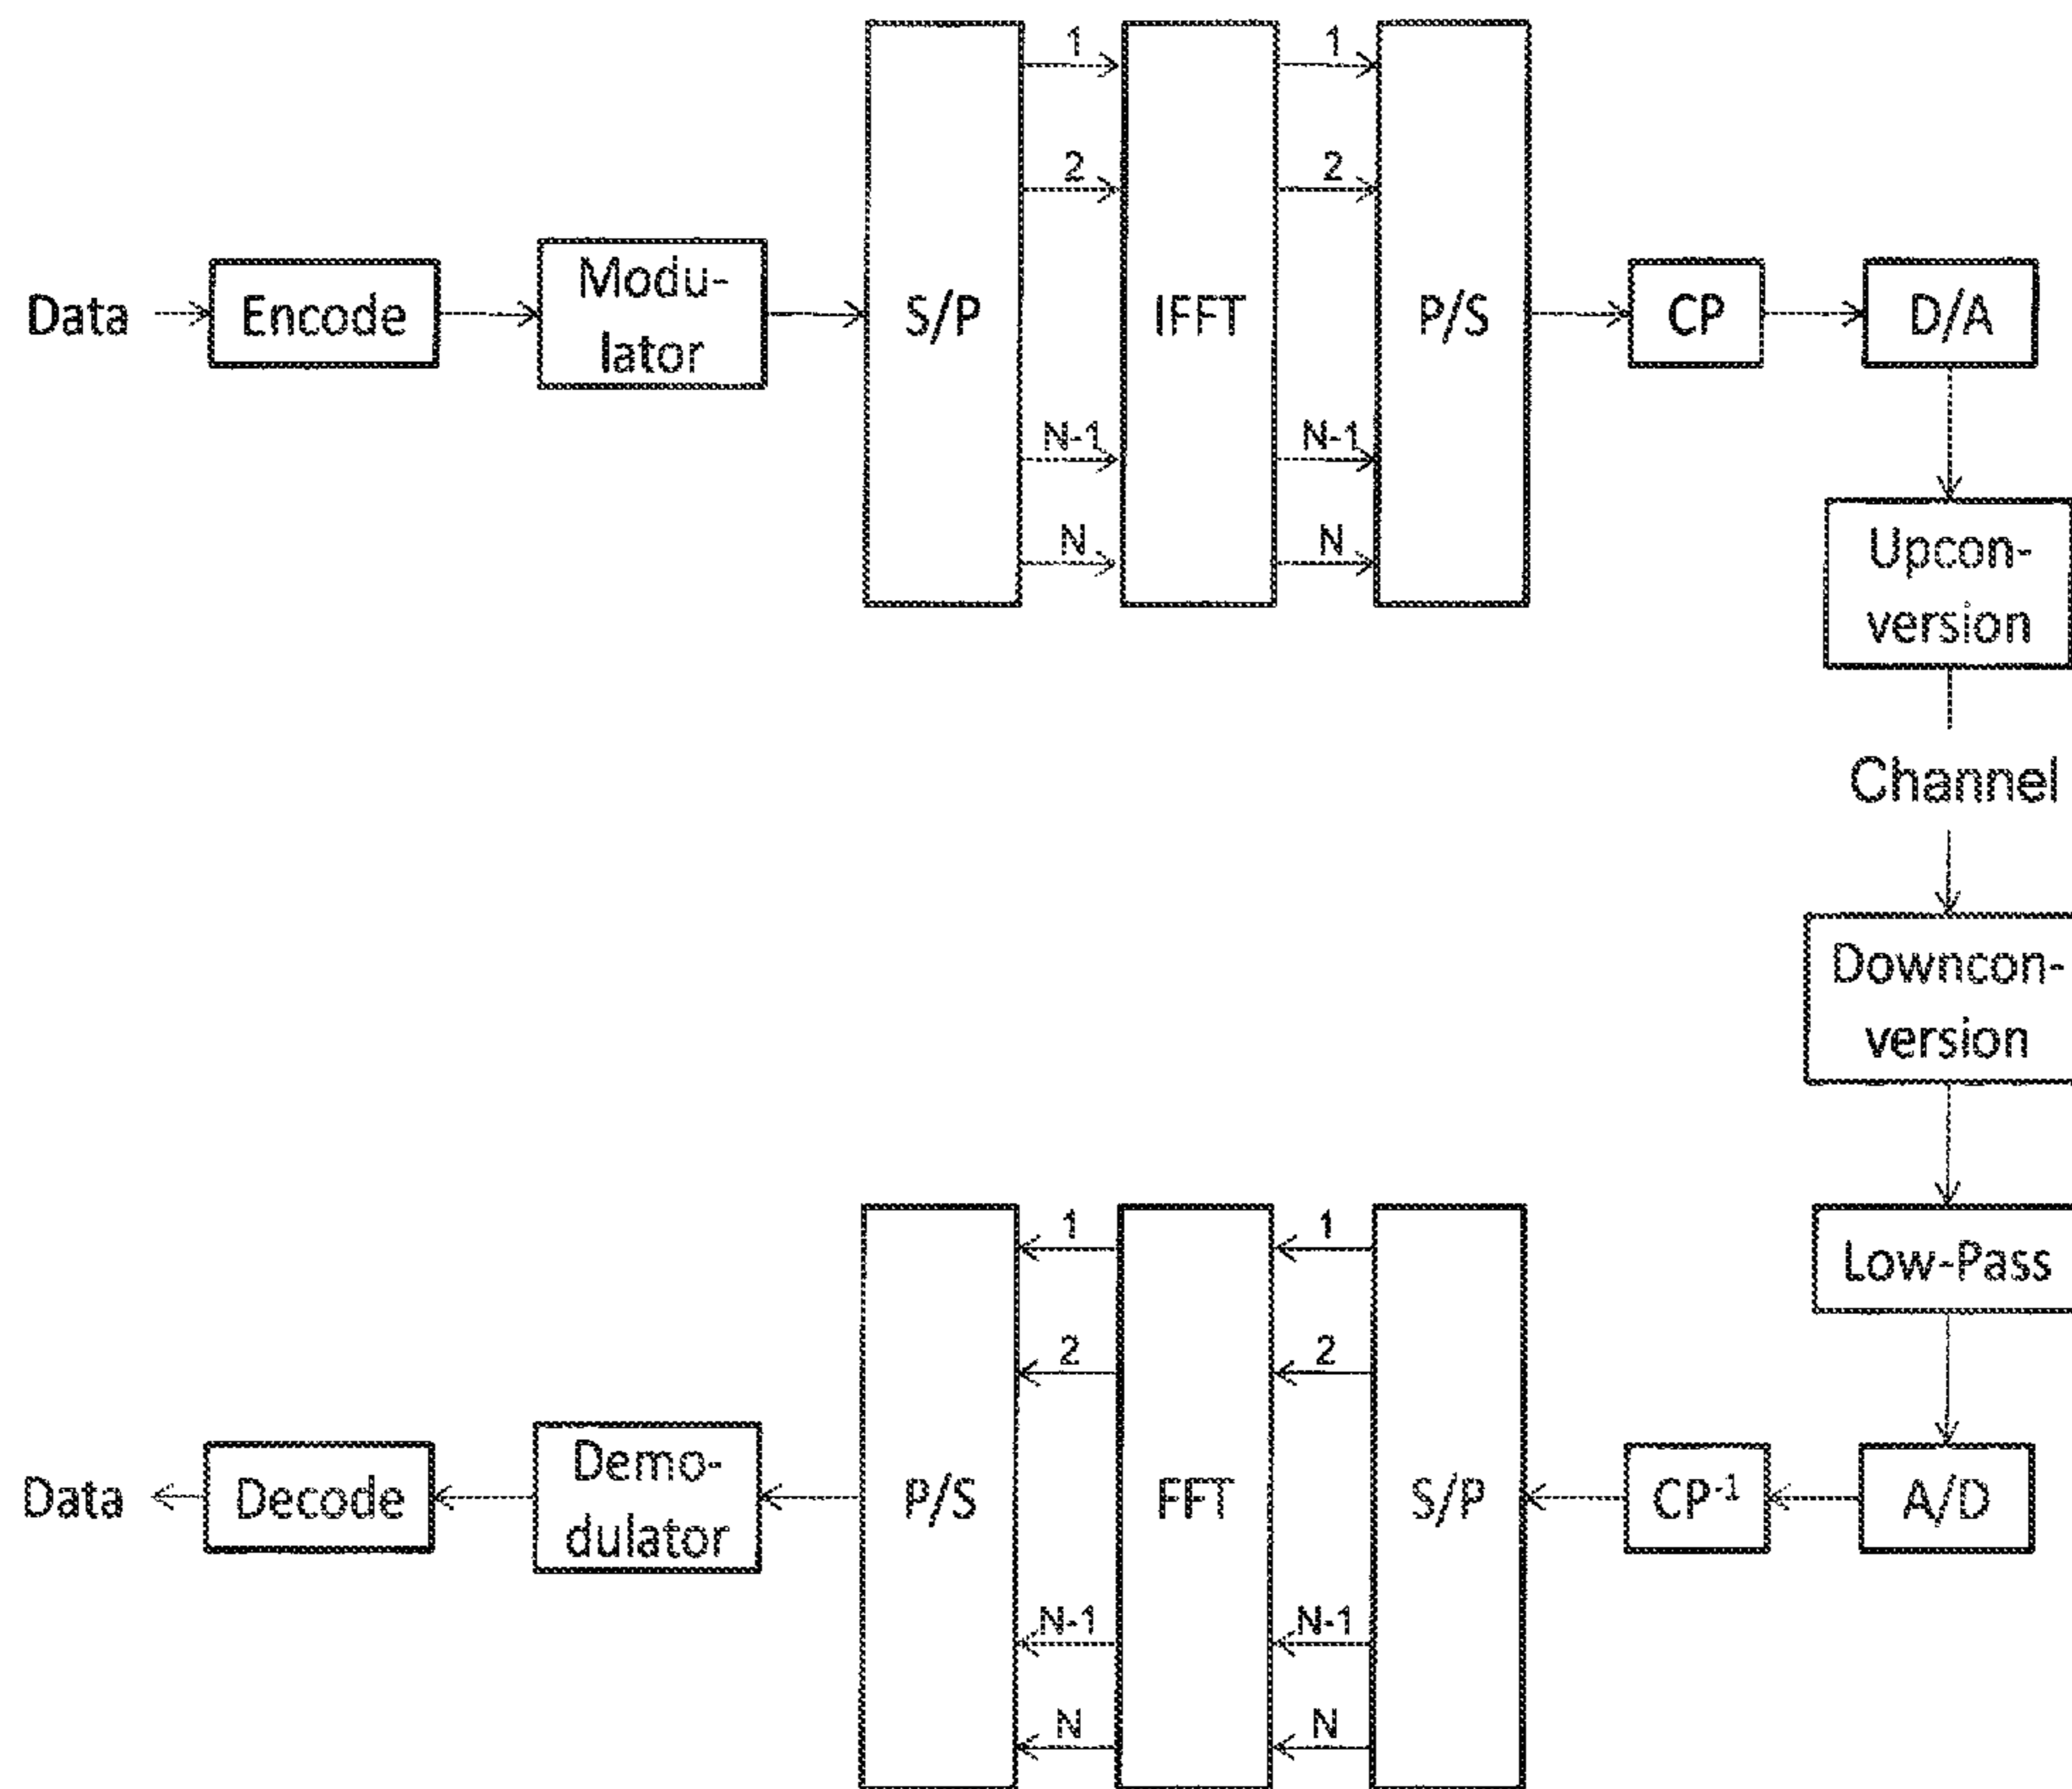 1
1
2
2
Data
Encode
Modu-
lator
S/P
IFFT
P/S
CP
D/A
N-1
N-1
N
N
Upcon-
version
Channel
Downcon-
version
Low-Pass
1
1
2
2
Data
Decode
Demo-
dulator
P/S
FFT
S/P
CP-1
A/D
N-1
N-1
N
N